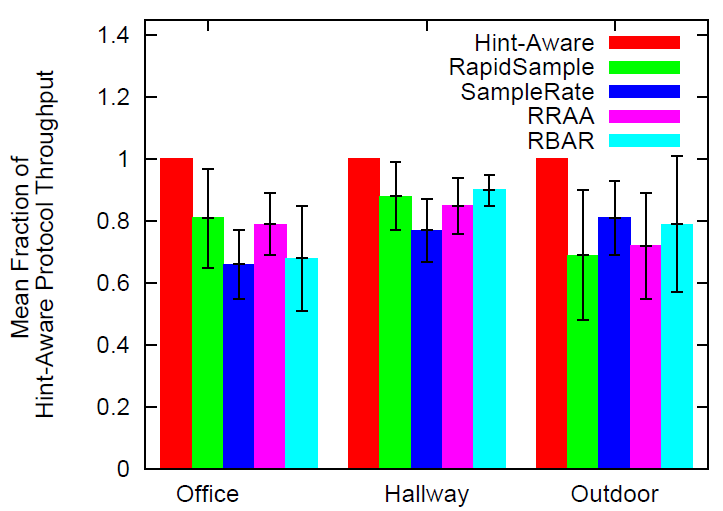 Mean Fraction of
Hint-Aware Protocol Throughput
1.4
1.2
1
0.8
0.6
0.4
0.2
0
Hint-Aware
RapidSample
SampleRate
RRAA
RBAR
Office Hallway Outdoor